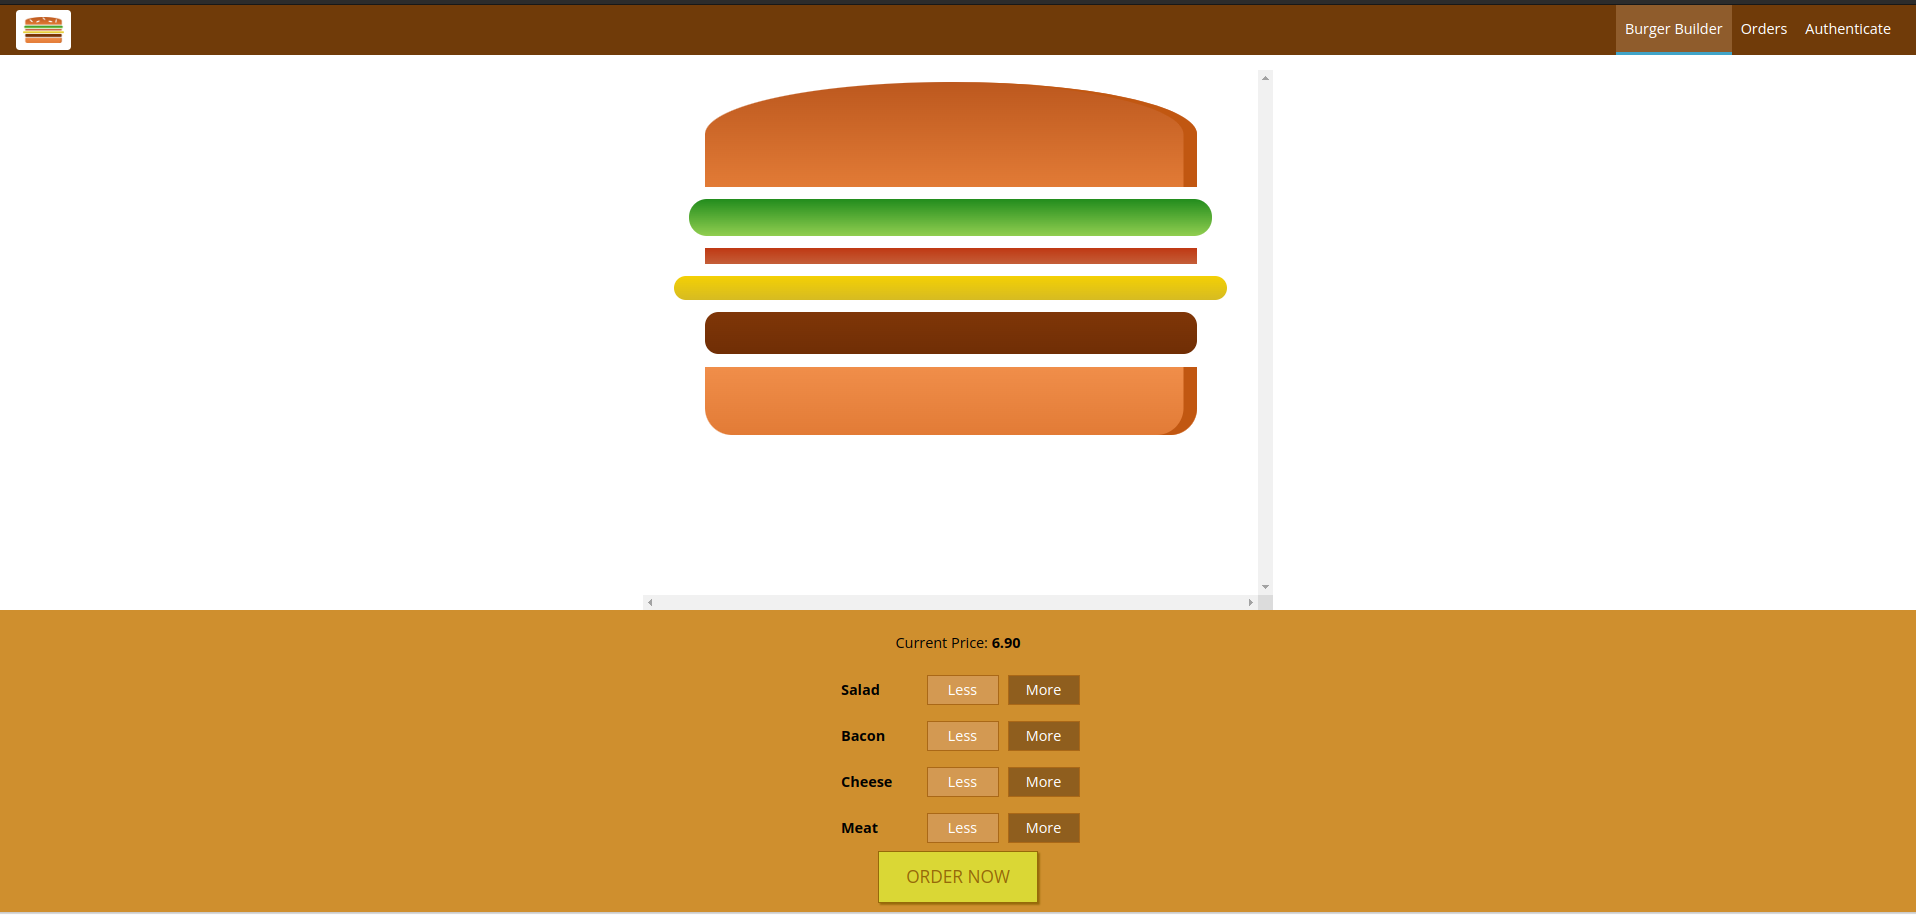 Burger Builder Orders Authenticate
Current Price: 6.90
Salad Less More
Bacon Less More
Cheese Less More
Meat Less More
ORDER NOW